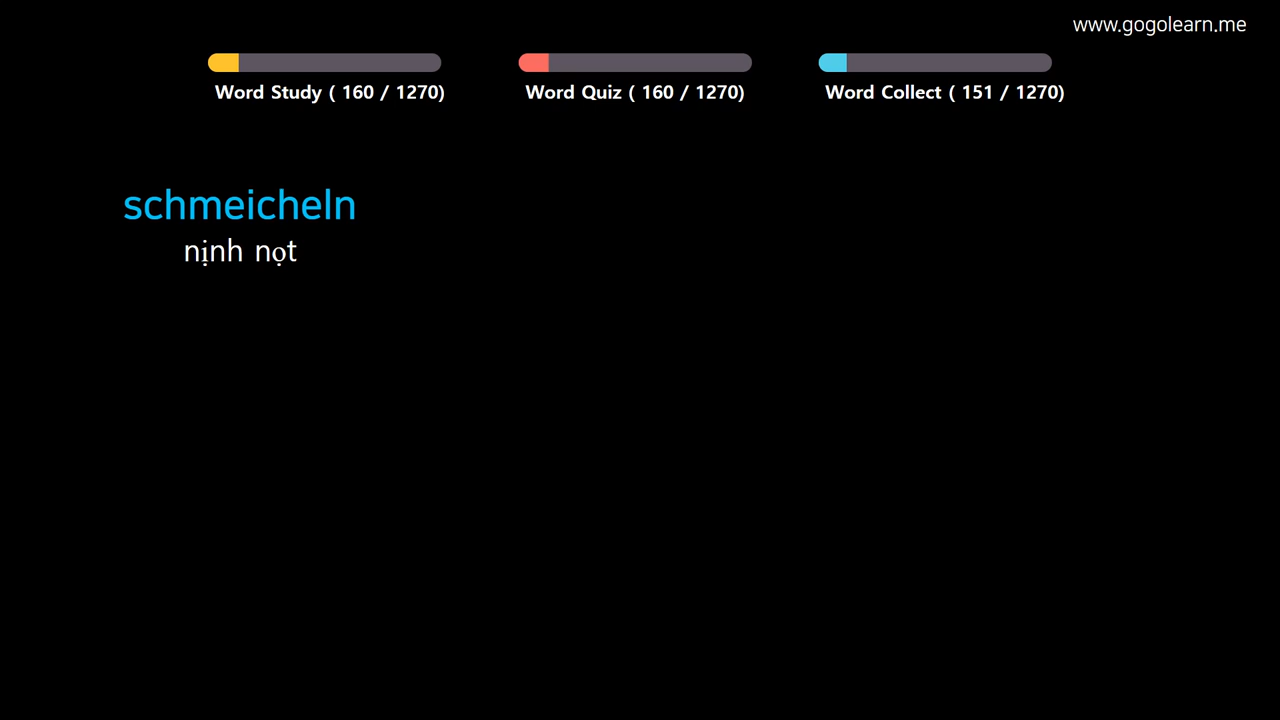 www.gogolearn.me
Word Study ( 160 / 1270)
Word Quiz ( 160 / 1270)
Word Collect ( 151 / 1270)
schmeicheln
nịnh nọt